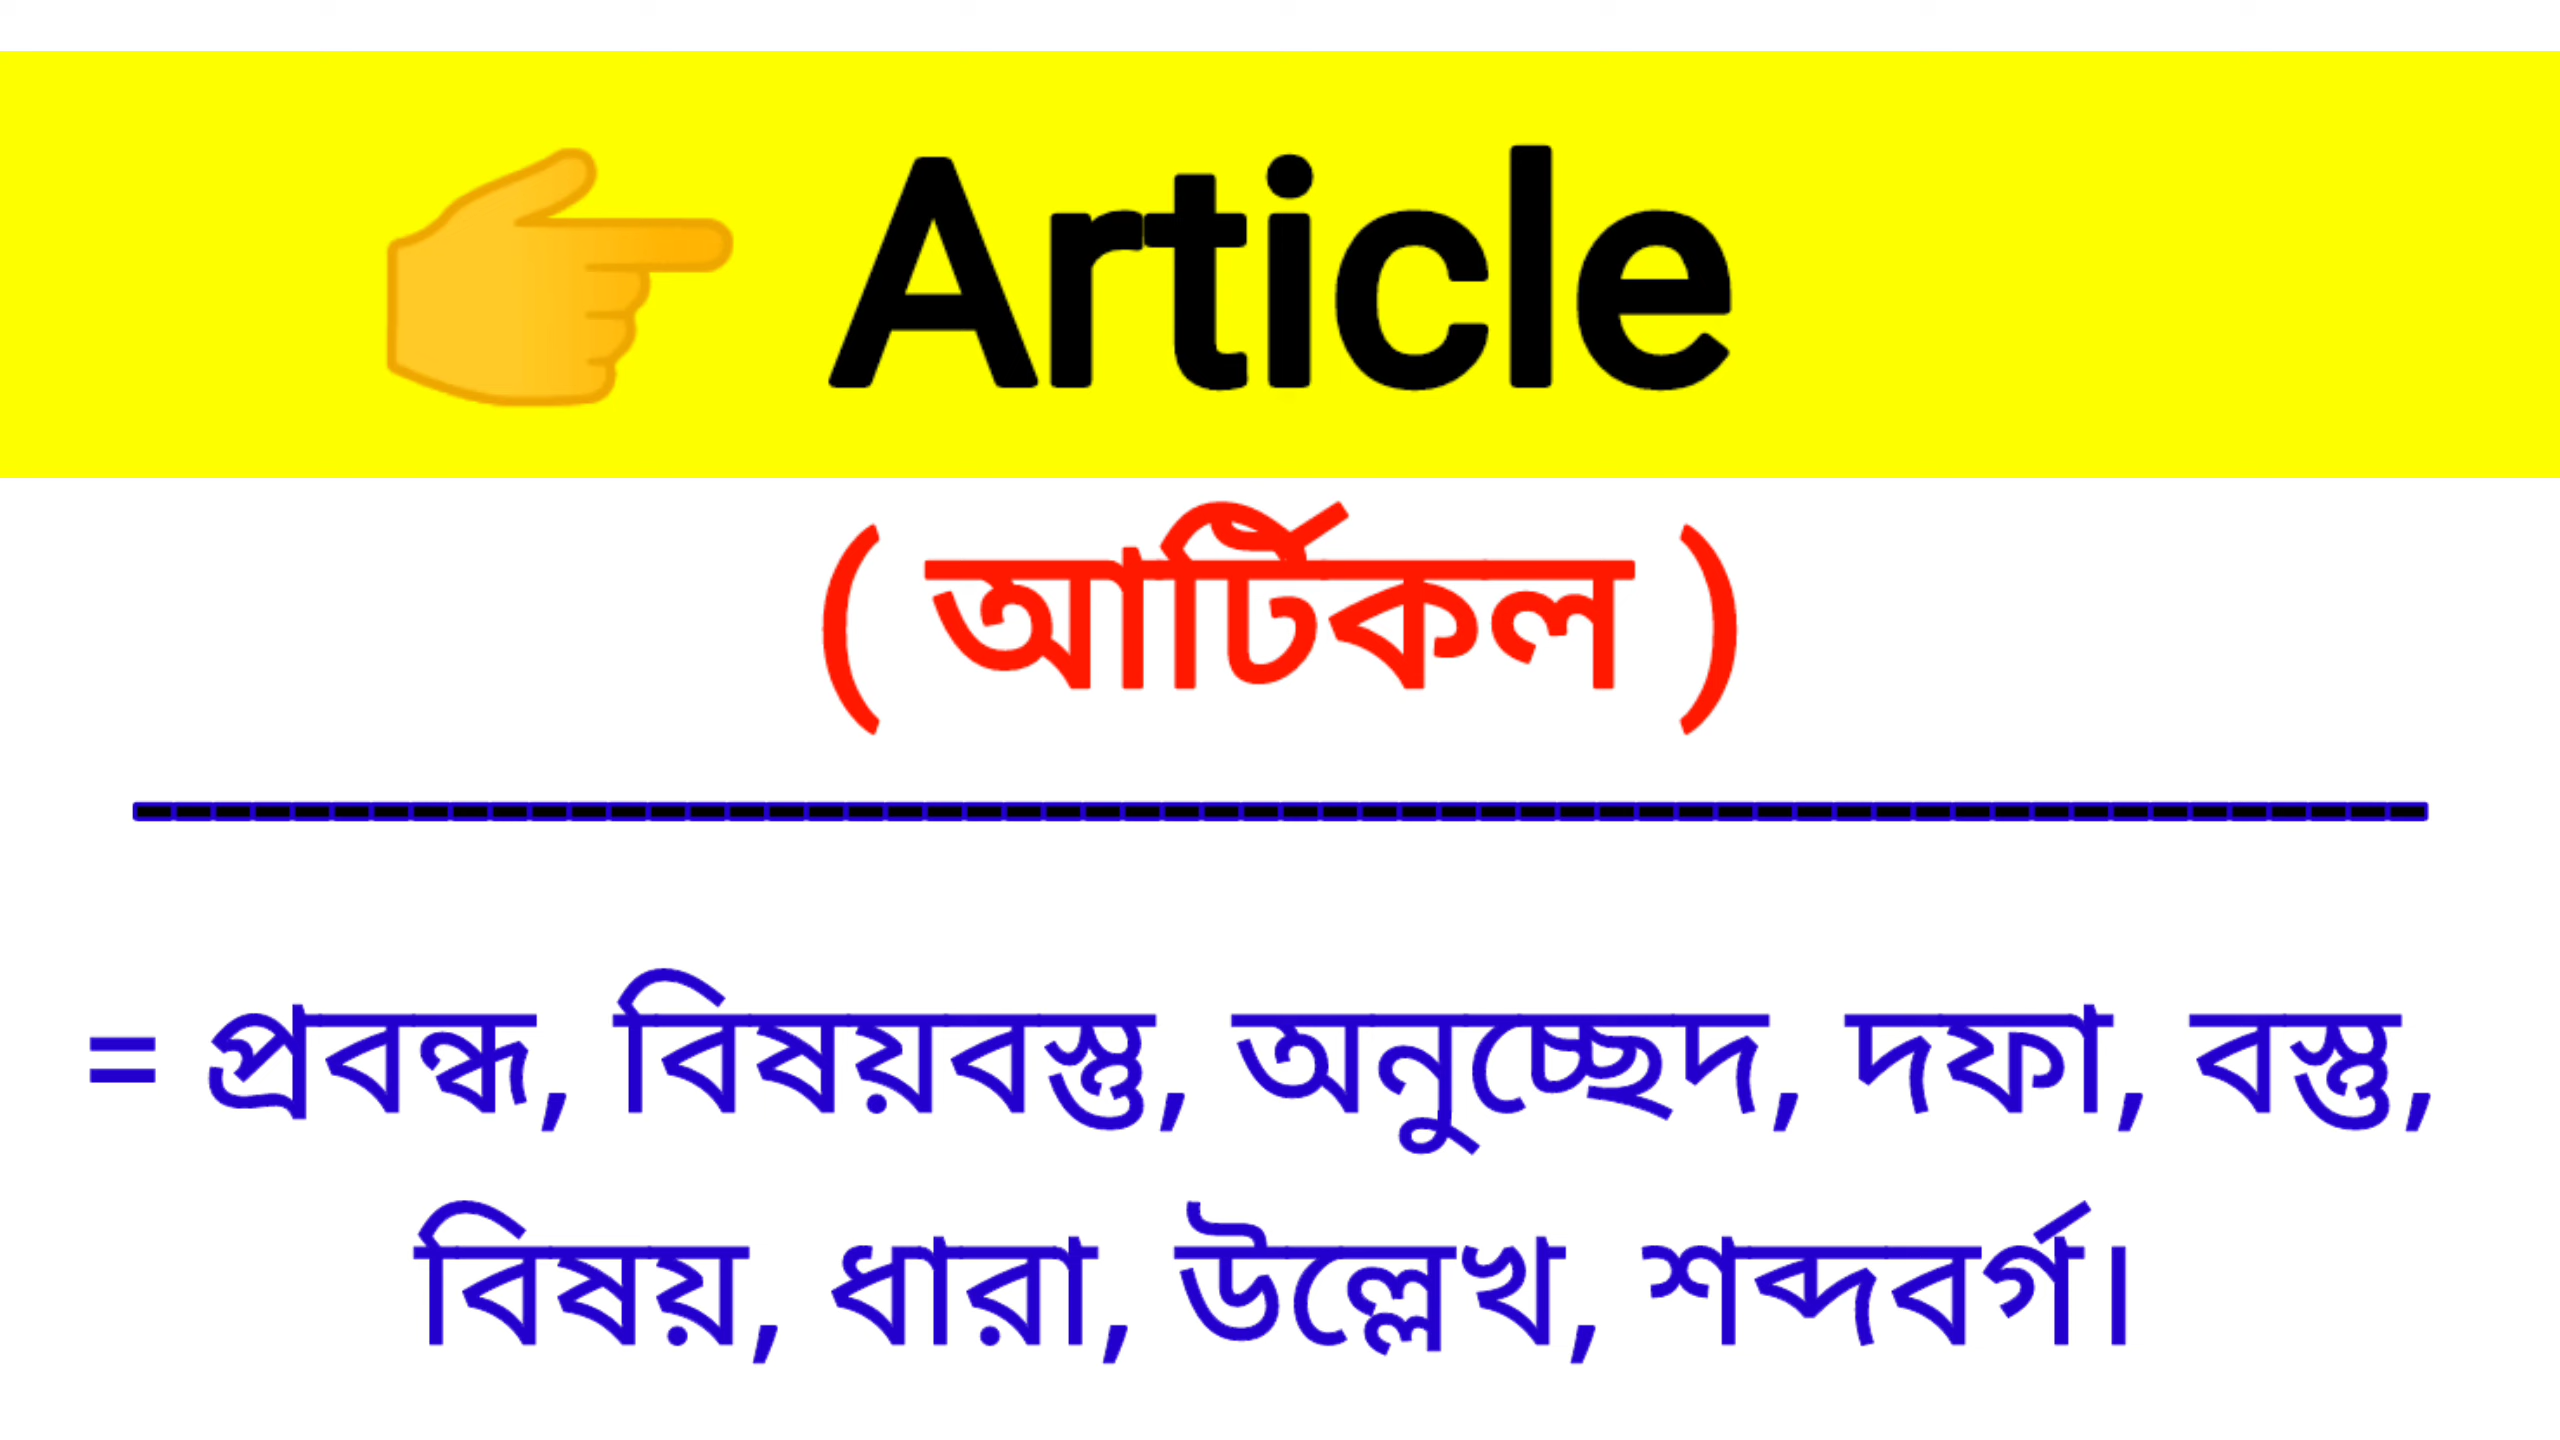 👉 Article
( আর্টিকল )
----------------------------------------------------------
= প্রবন্ধ, বিষয়বস্তু, অনুচ্ছেদ, দফা, বস্তু,
বিষয়, ধারা, উল্লেখ, শব্দবর্গ।